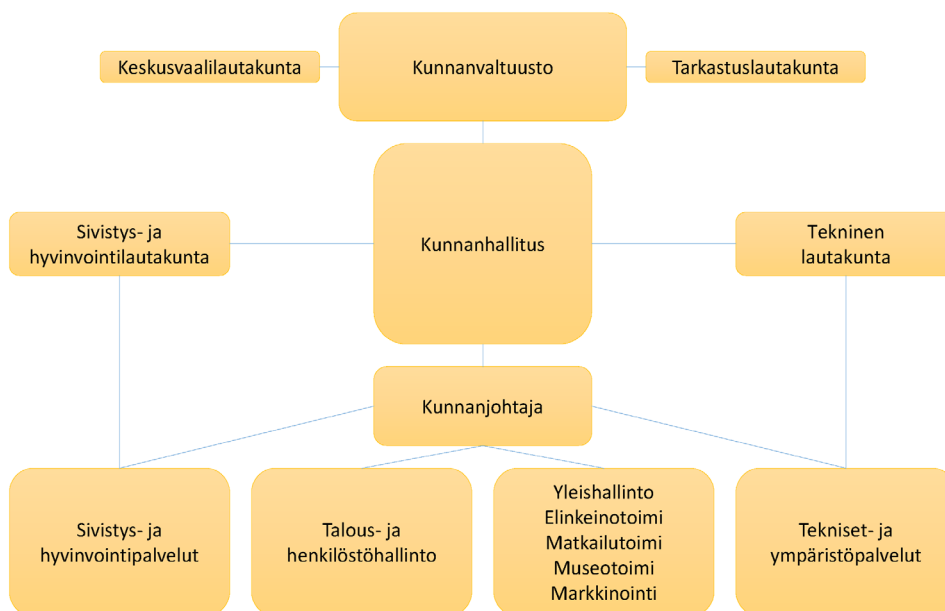 Keskusvaalilautakunta
Kunnanvaltuusto
Tarkastuslautakunta
Sivistys- ja
hyvinvointilautakunta
Kunnanhallitus
Tekninen
lautakunta
Kunnanjohtaja
Sivistys- ja
hyvinvointipalvelut
Talous- ja
henkilöstöhallinto
Yleishallinto
Elinkeinotoimi
Matkailutoimi
Museotoimi
Markkinointi
Tekniset- ja
ympäristöpalvelut